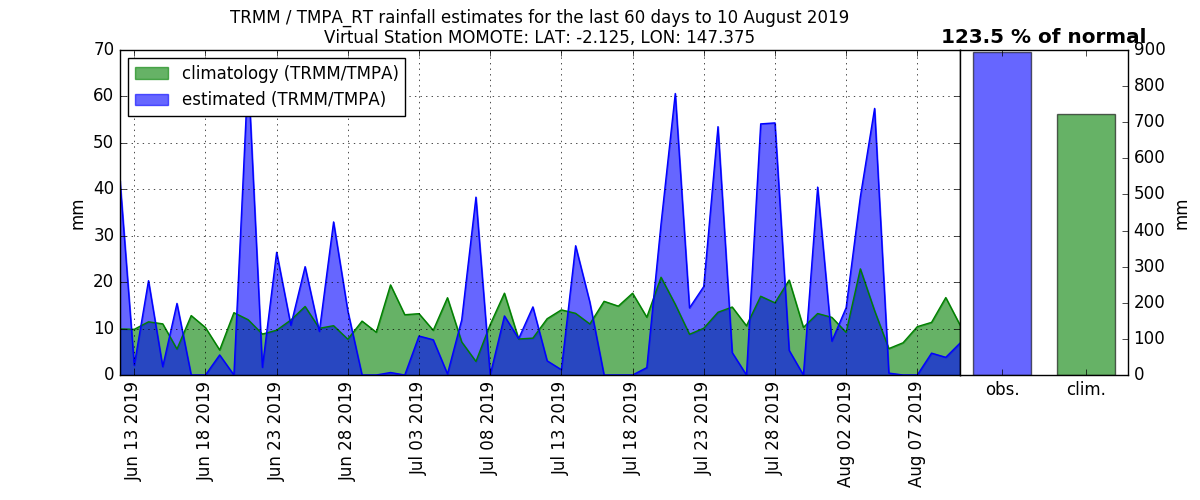 TRMM / TMPA_RT rainfall estimates for the last 60 days to 10 August 2019
Virtual Station MOMOTE: LAT: -2.125, LON: 147.375
123.5 % of normal
climatology (TRMM/TMPA)
estimated (TRMM/TMPA)
70
60
50
40
30
20
10
0
mm
Jun 13 2019
Jun 18 2019
Jun 23 2019
Jun 28 2019
Jul 03 2019
Jul 08 2019
Jul 13 2019
Jul 18 2019
Jul 23 2019
Jul 28 2019
Aug 02 2019
Aug 07 2019
obs.
clim.
900
800
700
600
500
400
300
200
100
0
mm